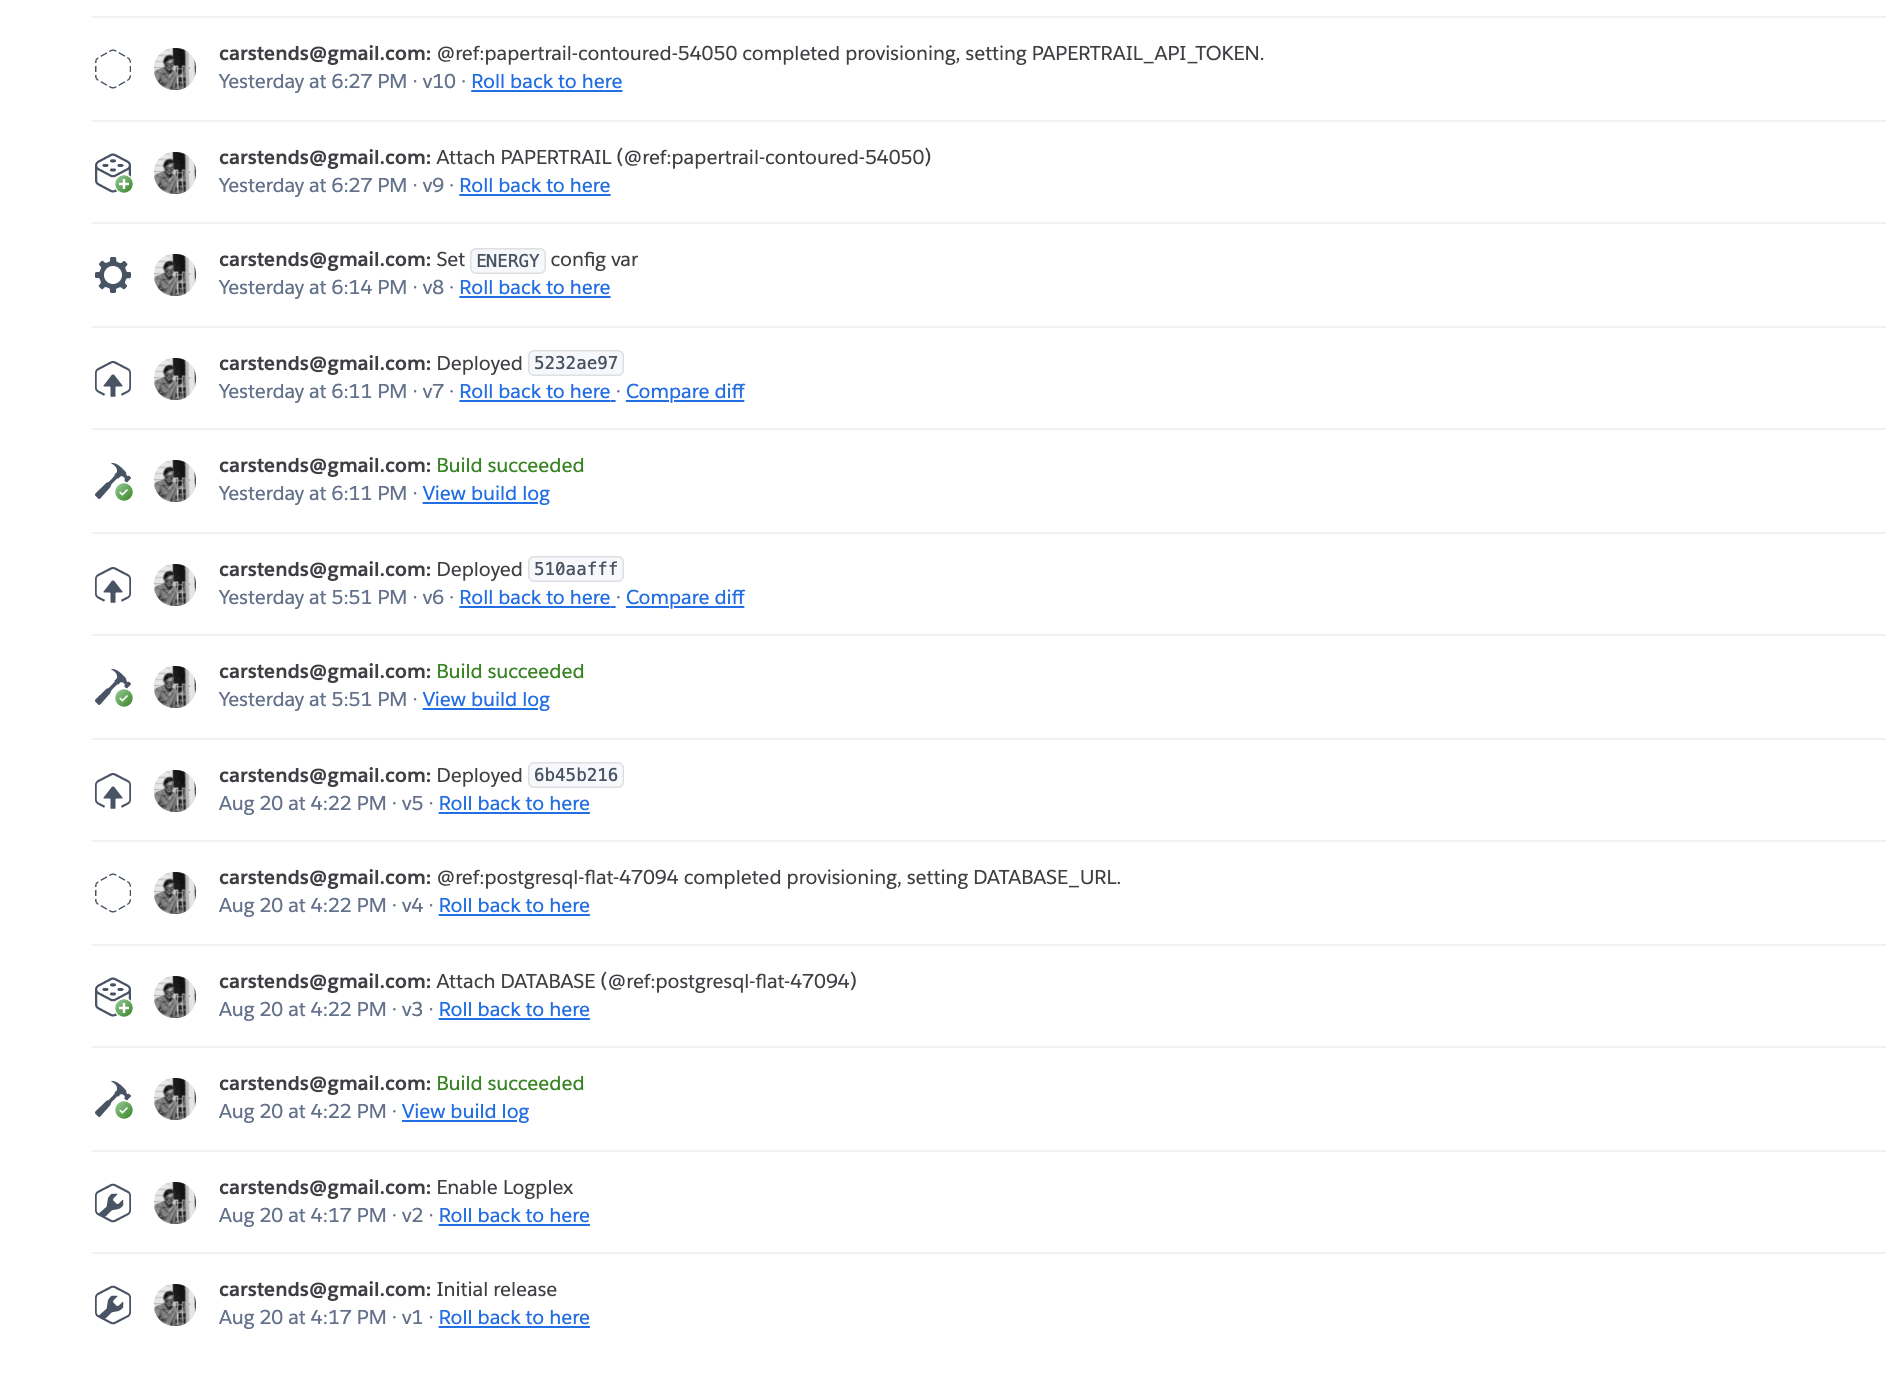 carstends@gmail.com: @ref:papertrail-contoured-54050 completed provisioning, setting PAPERTRAIL_API_TOKEN.
Yesterday at 6:27 PM · v10 · Roll back to here
carstends@gmail.com: Attach PAPERTRAIL (@ref:papertrail-contoured-54050)
Yesterday at 6:27 PM · v9 · Roll back to here
carstends@gmail.com: Set ENERGY config var
Yesterday at 6:14 PM · v8 · Roll back to here
carstends@gmail.com: Deployed 5232ae97
Yesterday at 6:11 PM · v7 · Roll back to here · Compare diff
carstends@gmail.com: Build succeeded
Yesterday at 6:11 PM · View build log
carstends@gmail.com: Deployed 510aafff
Yesterday at 5:51 PM · v6 · Roll back to here · Compare diff
carstends@gmail.com: Build succeeded
Yesterday at 5:51 PM · View build log
carstends@gmail.com: Deployed 6b45b216
Aug 20 at 4:22 PM · v5 · Roll back to here
carstends@gmail.com: @ref:postgresql-flat-47094 completed provisioning, setting DATABASE_URL.
Aug 20 at 4:22 PM · v4 · Roll back to here
carstends@gmail.com: Attach DATABASE (@ref:postgresql-flat-47094)
Aug 20 at 4:22 PM · v3 · Roll back to here
carstends@gmail.com: Build succeeded
Aug 20 at 4:22 PM · View build log
carstends@gmail.com: Enable Logplex
Aug 20 at 4:17 PM · v2 · Roll back to here
carstends@gmail.com: Initial release
Aug 20 at 4:17 PM · v1 · Roll back to here